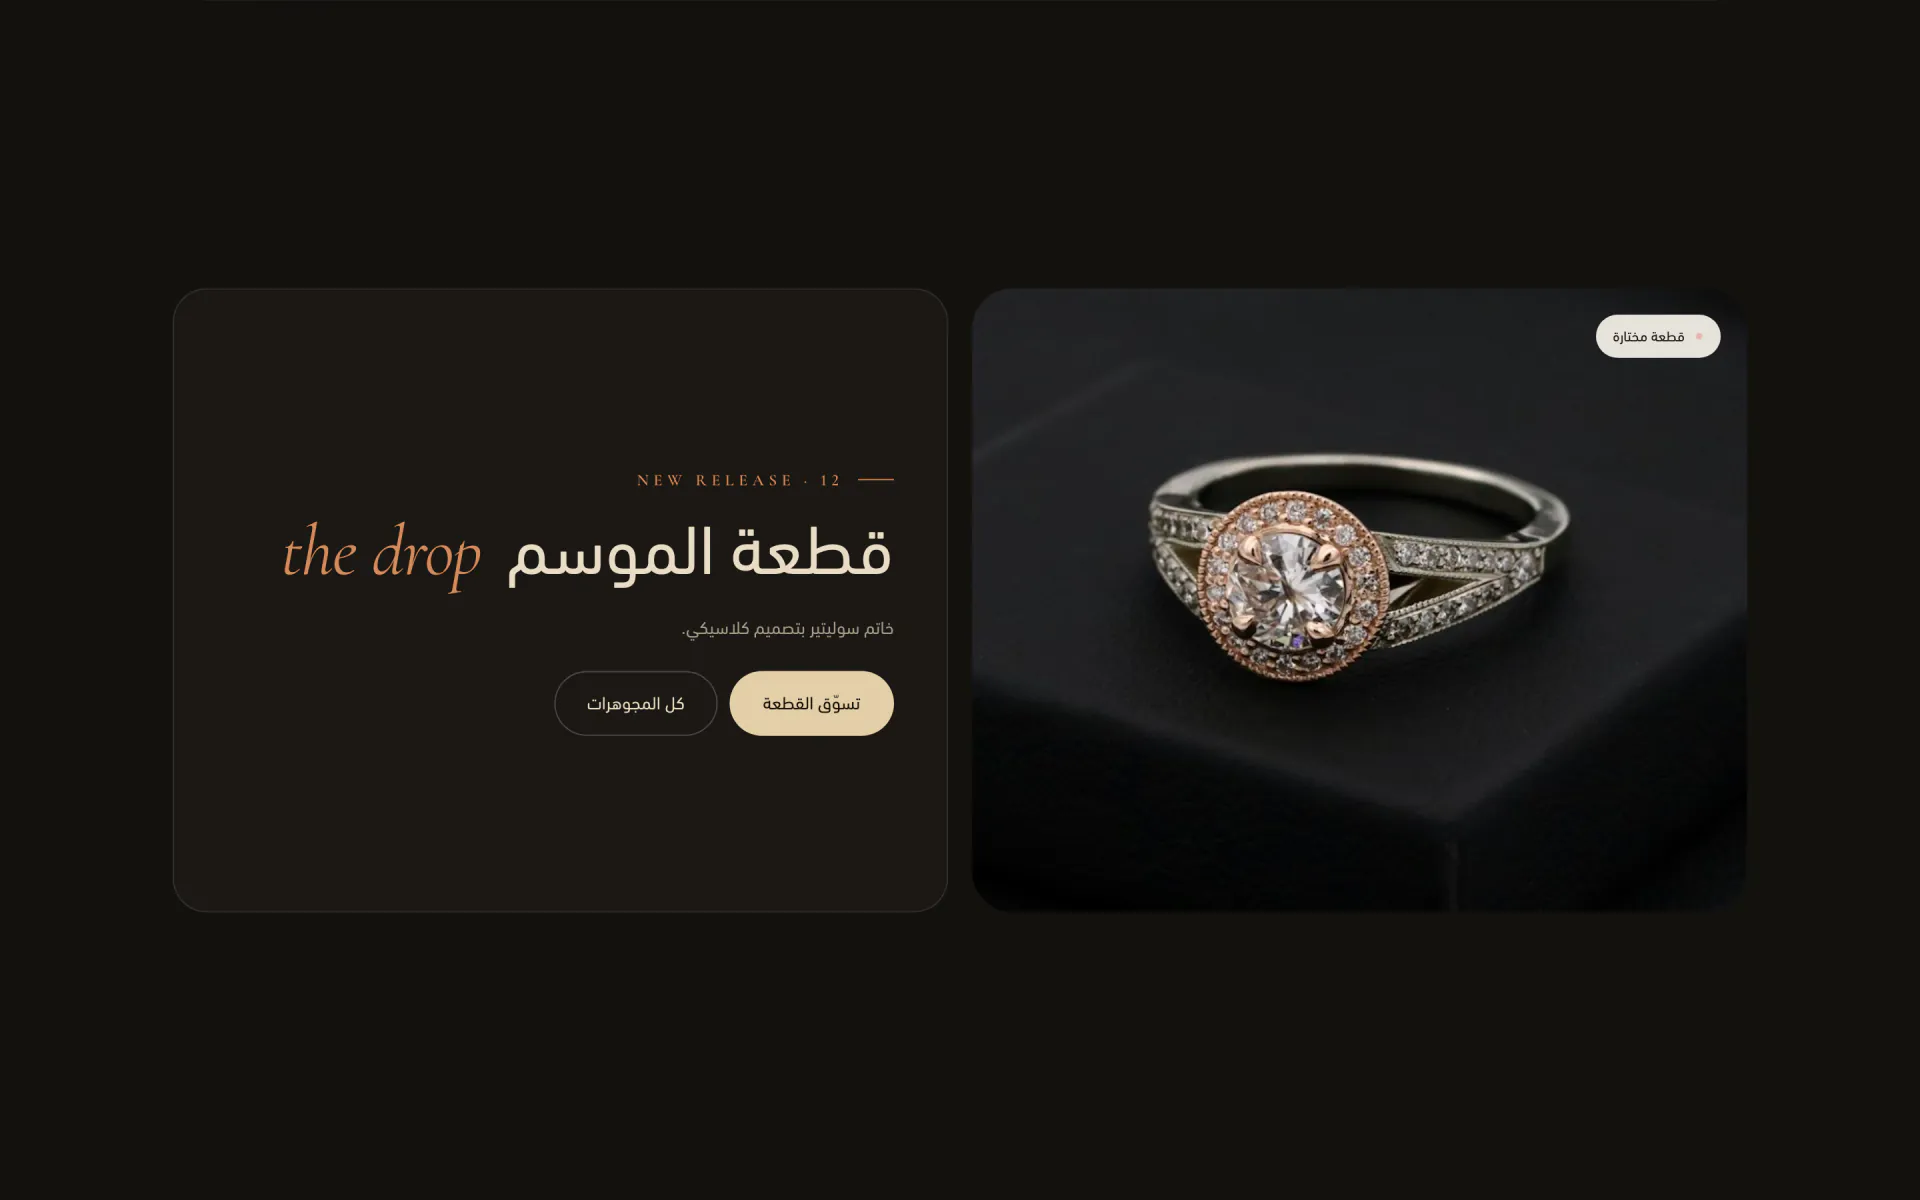 قطعة مختارة
NEW RELEASE · 12
قطعة الموسم the drop
خاتم سوليتير بتصميم كلاسيكي.
تسوّق القطعة
كل المجوهرات